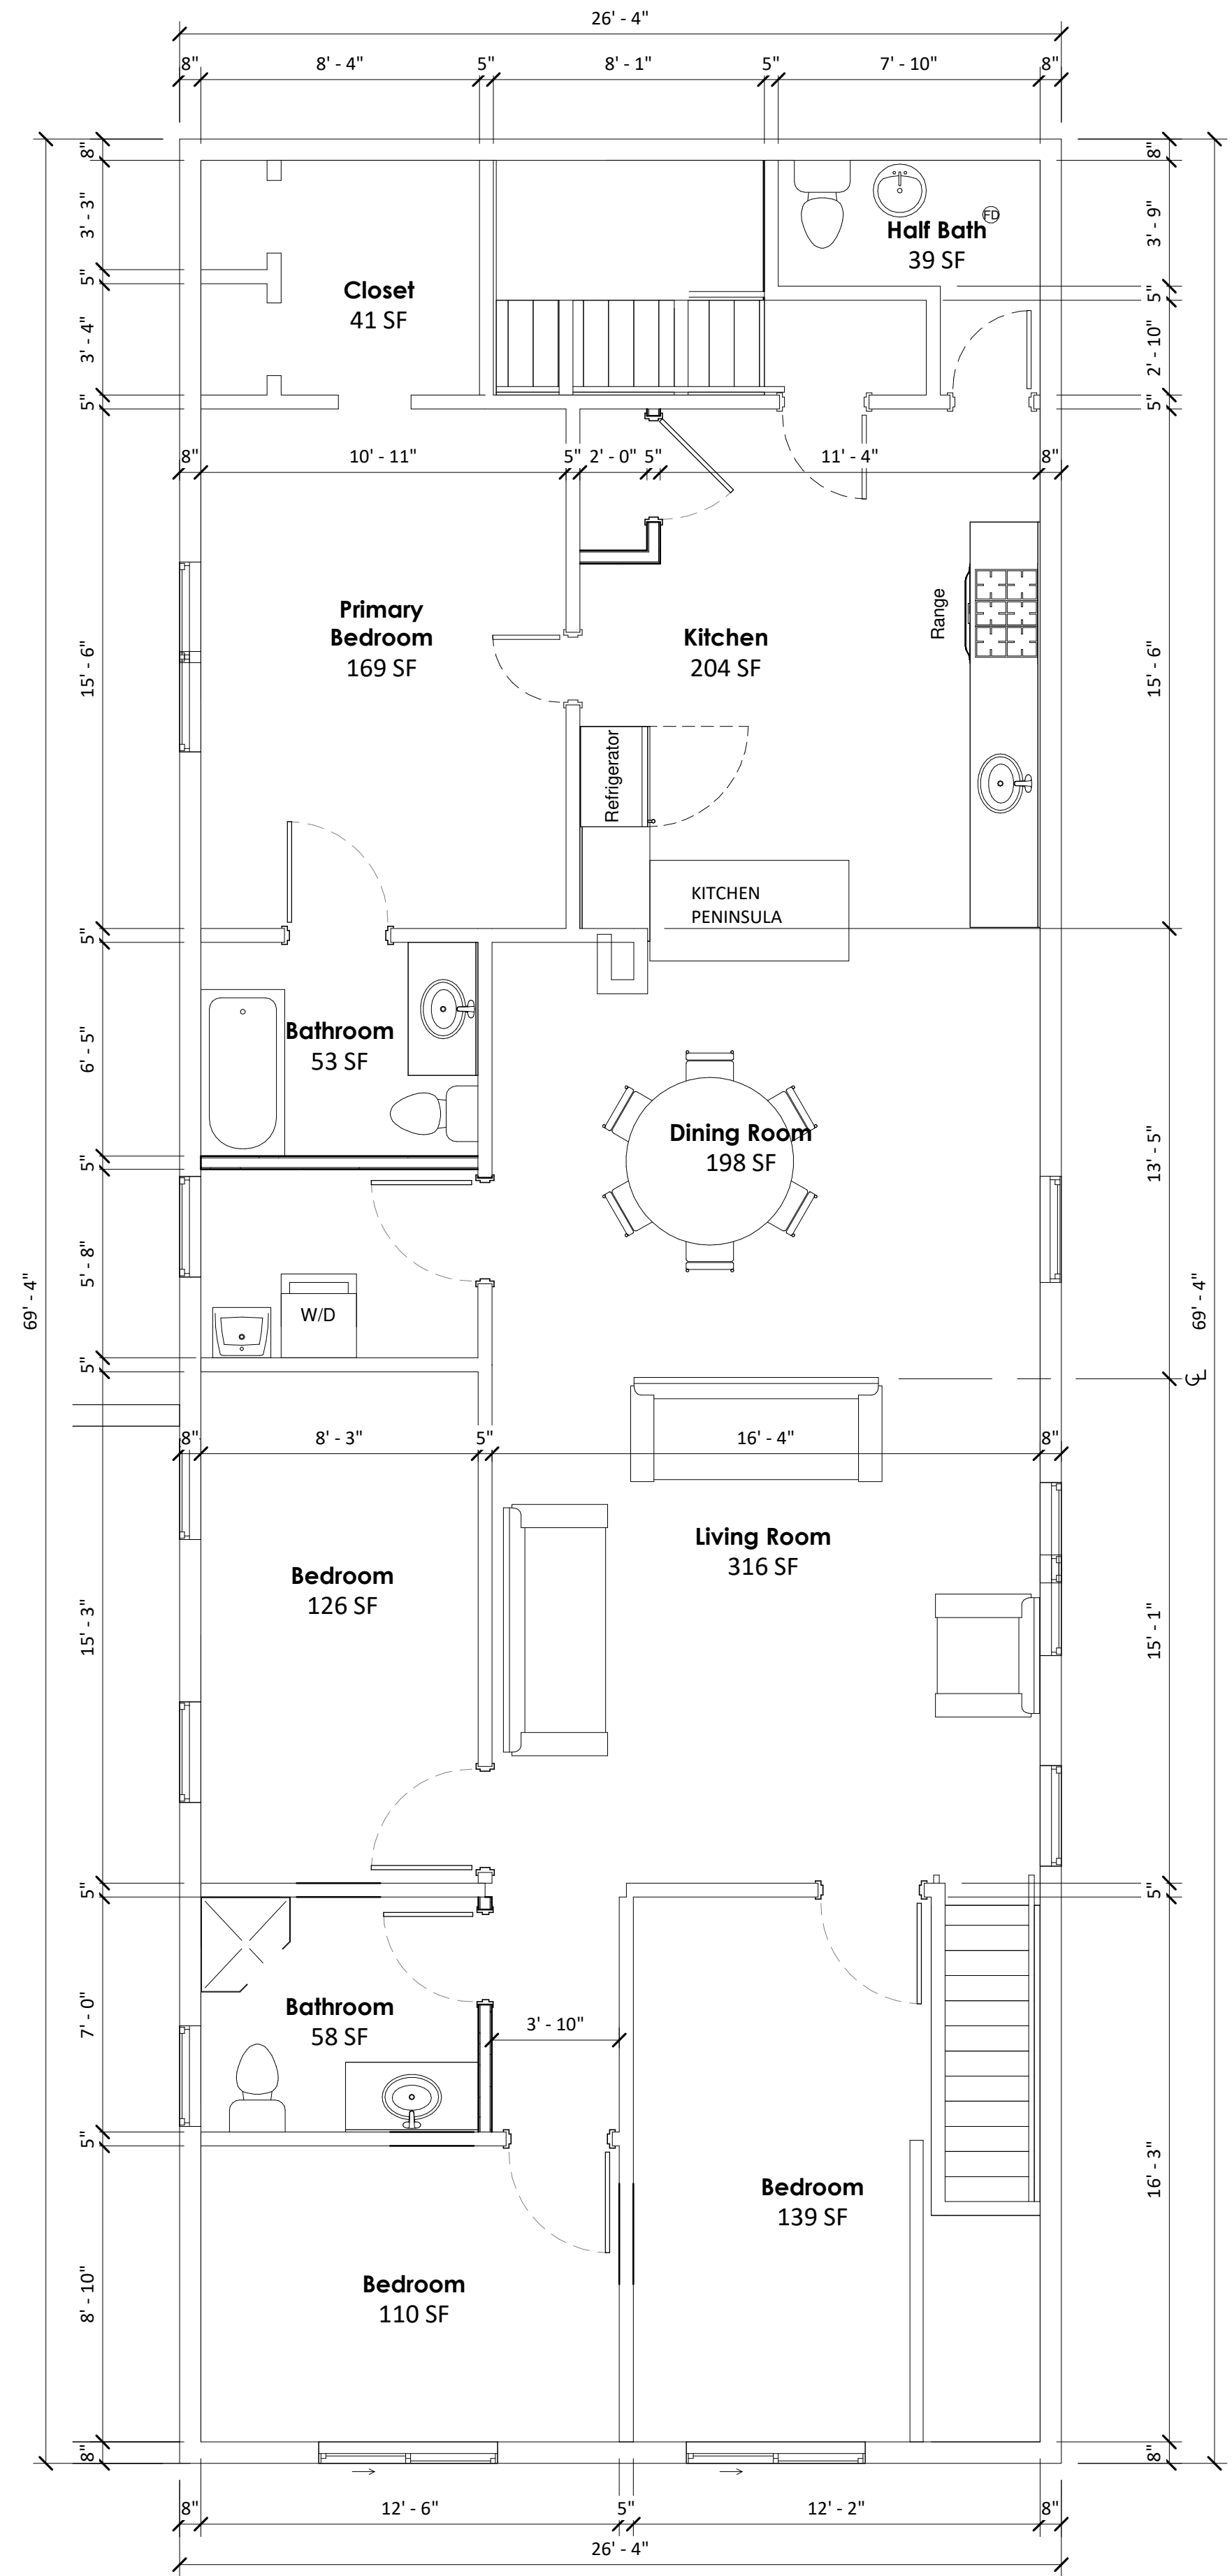 26' - 4"
8" 8' - 4" 5" 8' - 1" 5" 7' - 10" 8"
8"
8"
3' - 3"
3' - 9"
FD
Half Bath
39 SF
5"
5"
Closet
41 SF
3' - 4"
2' - 10"
5"
5"
8" 10' - 11" 5" 2' - 0" 5" 11' - 4" 8"
Range
Primary
Bedroom
169 SF
Kitchen
204 SF
15' - 6"
15' - 6"
Refrigerator
KITCHEN
PENINSULA
5"
Bathroom
53 SF
6' - 5"
Dining Room
198 SF
13' - 5"
5"
5' - 8"
W/D
69' - 4"
69' - 4"
5"
CL
8" 8' - 3" 5" 16' - 4" 8"
Living Room
316 SF
Bedroom
126 SF
15' - 3"
15' - 1"
5"
5"
Bathroom
58 SF
7' - 0"
3' - 10"
5"
16' - 3"
Bedroom
139 SF
Bedroom
110 SF
8' - 10"
8"
8"
8" 12' - 6" 5" 12' - 2" 8"
26' - 4"